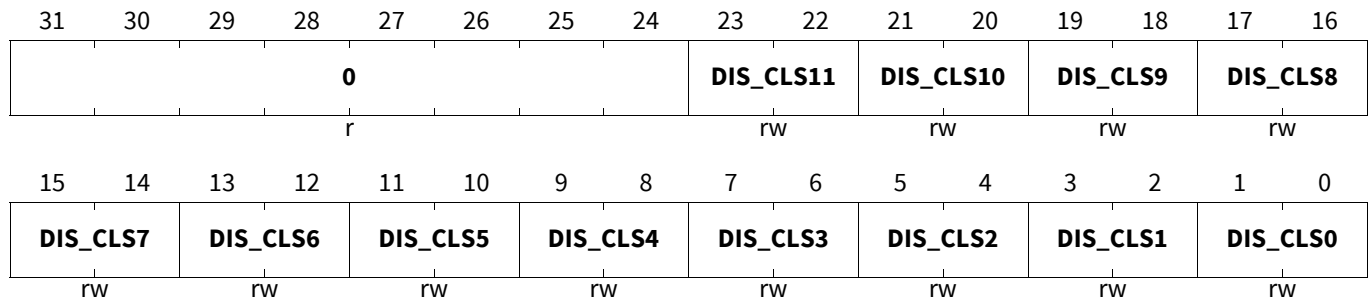 31 30 29 28 27 26 25 24 23 22 21 20 19 18 17 16
0 DIS_CLS11 DIS_CLS10 DIS_CLS9 DIS_CLS8
r rw rw rw rw
15 14 13 12 11 10 9 8 7 6 5 4 3 2 1 0
DIS_CLS7 DIS_CLS6 DIS_CLS5 DIS_CLS4 DIS_CLS3 DIS_CLS2 DIS_CLS1 DIS_CLS0
rw rw rw rw rw rw rw rw